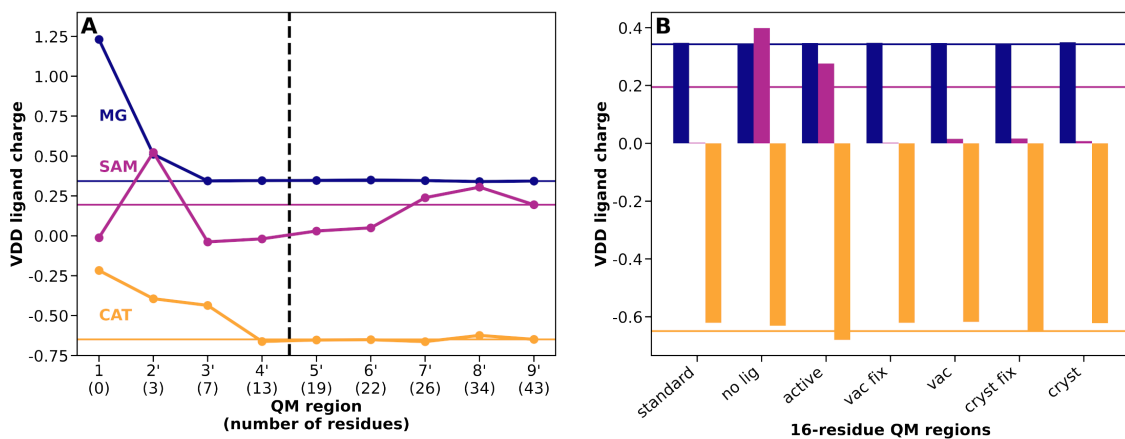 A
VDD ligand charge
1.25
1.00
0.75
0.50
0.25
0.00
-0.25
-0.50
-0.75
MG
SAM
CAT
1 2' 3' 4' 5' 6' 7' 8' 9'
(0) (3) (7) (13) (19) (22) (26) (34) (43)
QM region
(number of residues)
B
VDD ligand charge
0.4
0.2
0.0
-0.2
-0.4
-0.6
standard no lig active vac fix vac cryst fix cryst
16-residue QM regions